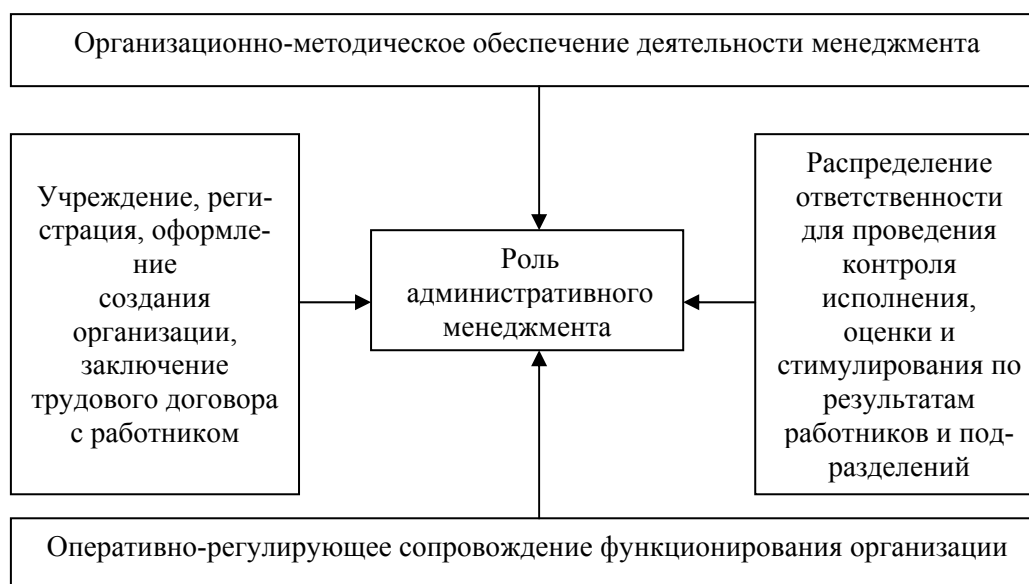 Организационно-методическое обеспечение деятельности менеджмента
Учреждение, реги-
страция, оформле-
ние
создания
организации,
заключение
трудового договора
с работником
Роль
административного
менеджмента
Распределение
ответственности
для проведения
контроля
исполнения,
оценки и
стимулирования по
результатам
работников и под-
разделений
Оперативно-регулирующее сопровождение функционирования организации